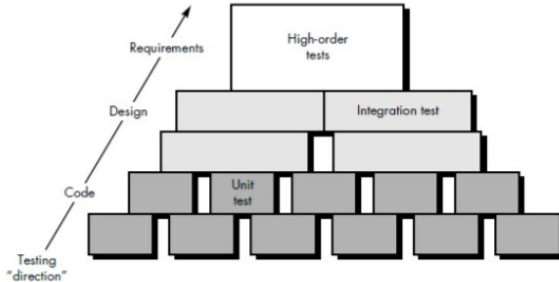 High-order
tests
Requirements
Design
Integration test
Code
Unit
test
Testing
“direction”